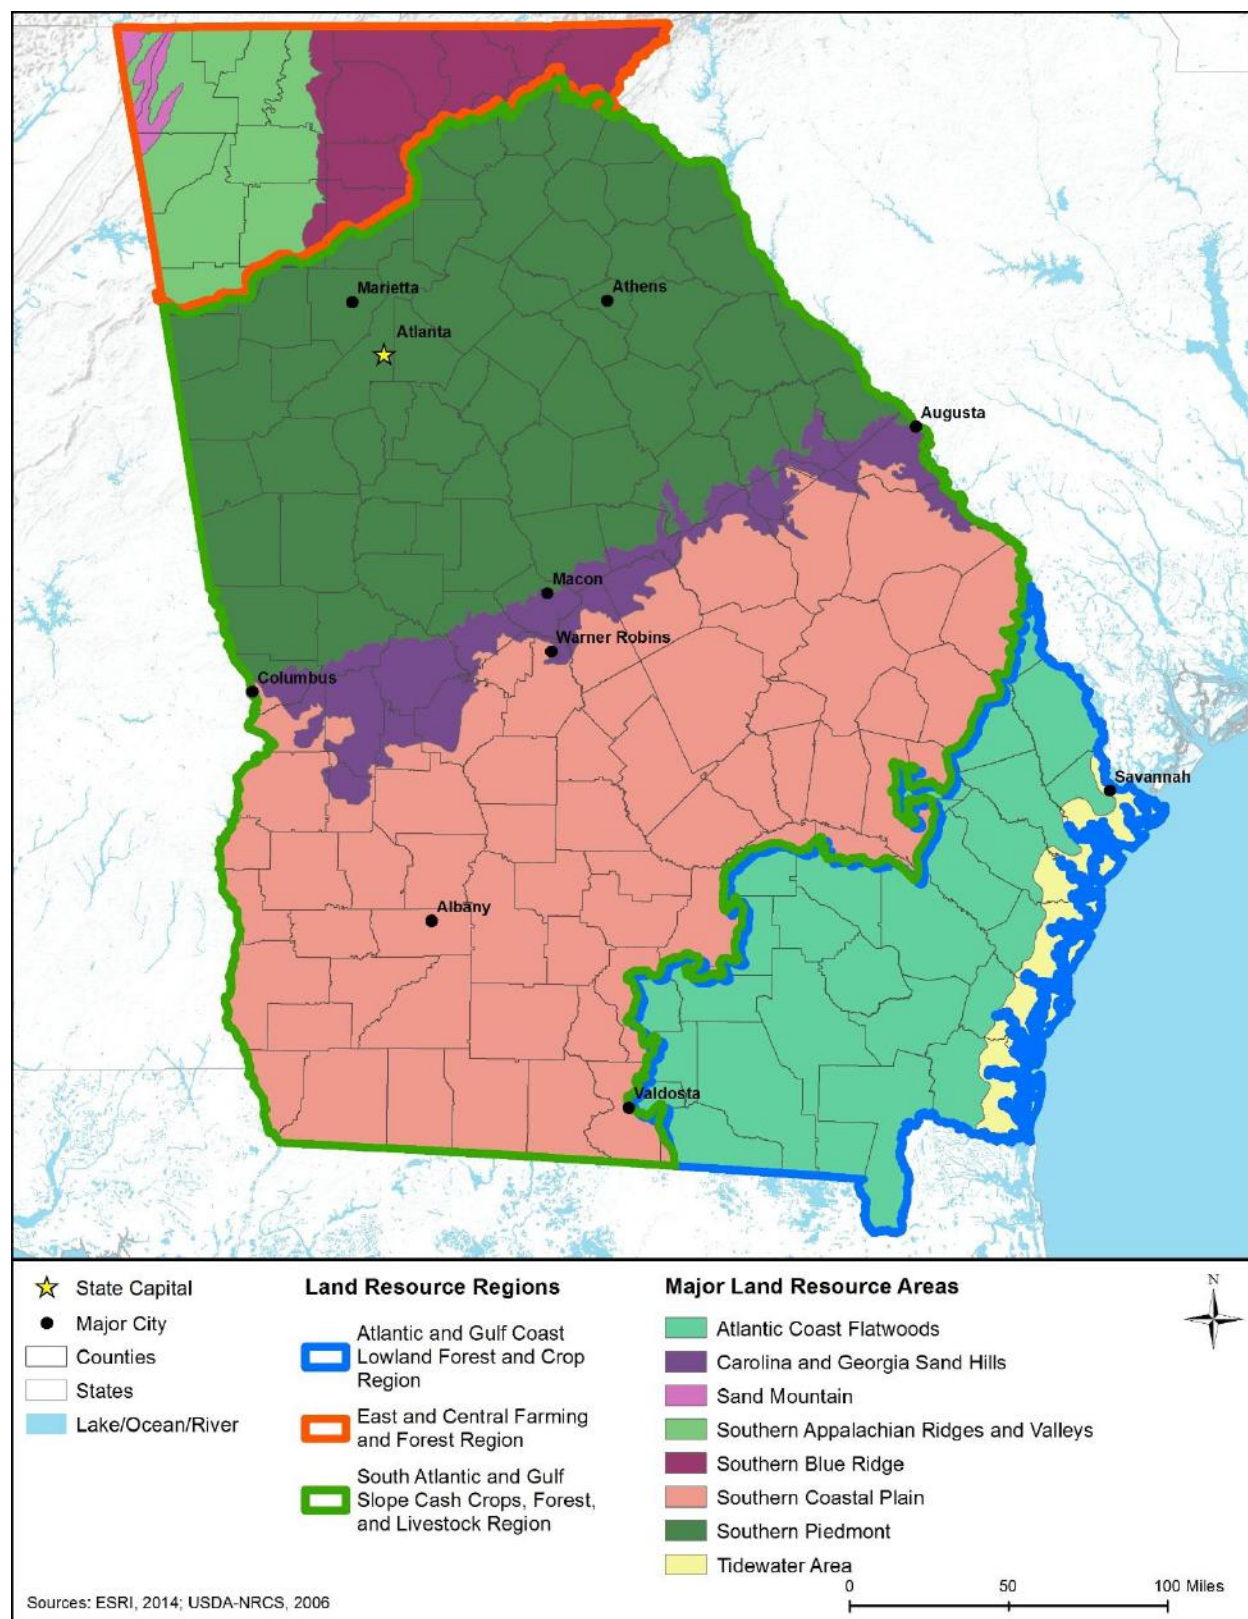 Marietta
Athens
Atlanta
Augusta
Macon
Warner Robins
Columbus
Savannah
Albany
Valdosta
State Capital
Major City
Counties
States
Lake/Ocean/River
Land Resource Regions
Atlantic and Gulf Coast
Lowland Forest and Crop
Region
East and Central Farming
and Forest Region
South Atlantic and Gulf
Slope Cash Crops, Forest,
and Livestock Region
Major Land Resource Areas
Atlantic Coast Flatwoods
Carolina and Georgia Sand Hills
Sand Mountain
Southern Appalachian Ridges and Valleys
Southern Blue Ridge
Southern Coastal Plain
Southern Piedmont
Tidewater Area
N
0 50 100 Miles
Sources: ESRI, 2014; USDA-NRCS, 2006